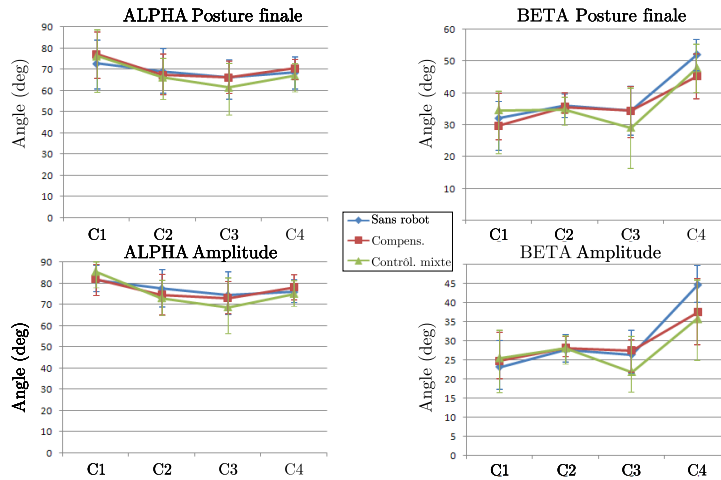 ALPHA Posture finale
90
80
70
60
50
40
30
20
10
0
Angle (deg)
C1 C2 C3 C4
BETA Posture finale
60
50
40
30
20
10
Angle (deg)
C1 C2 C3 C4
Sans robot
Compens.
Contrôl. mixte
ALPHA Amplitude
90
80
70
60
50
40
30
20
10
0
Angle (deg)
C1 C2 C3 C4
BETA Amplitude
45
40
35
30
25
20
15
10
5
0
Angle (deg)
C1 C2 C3 C4